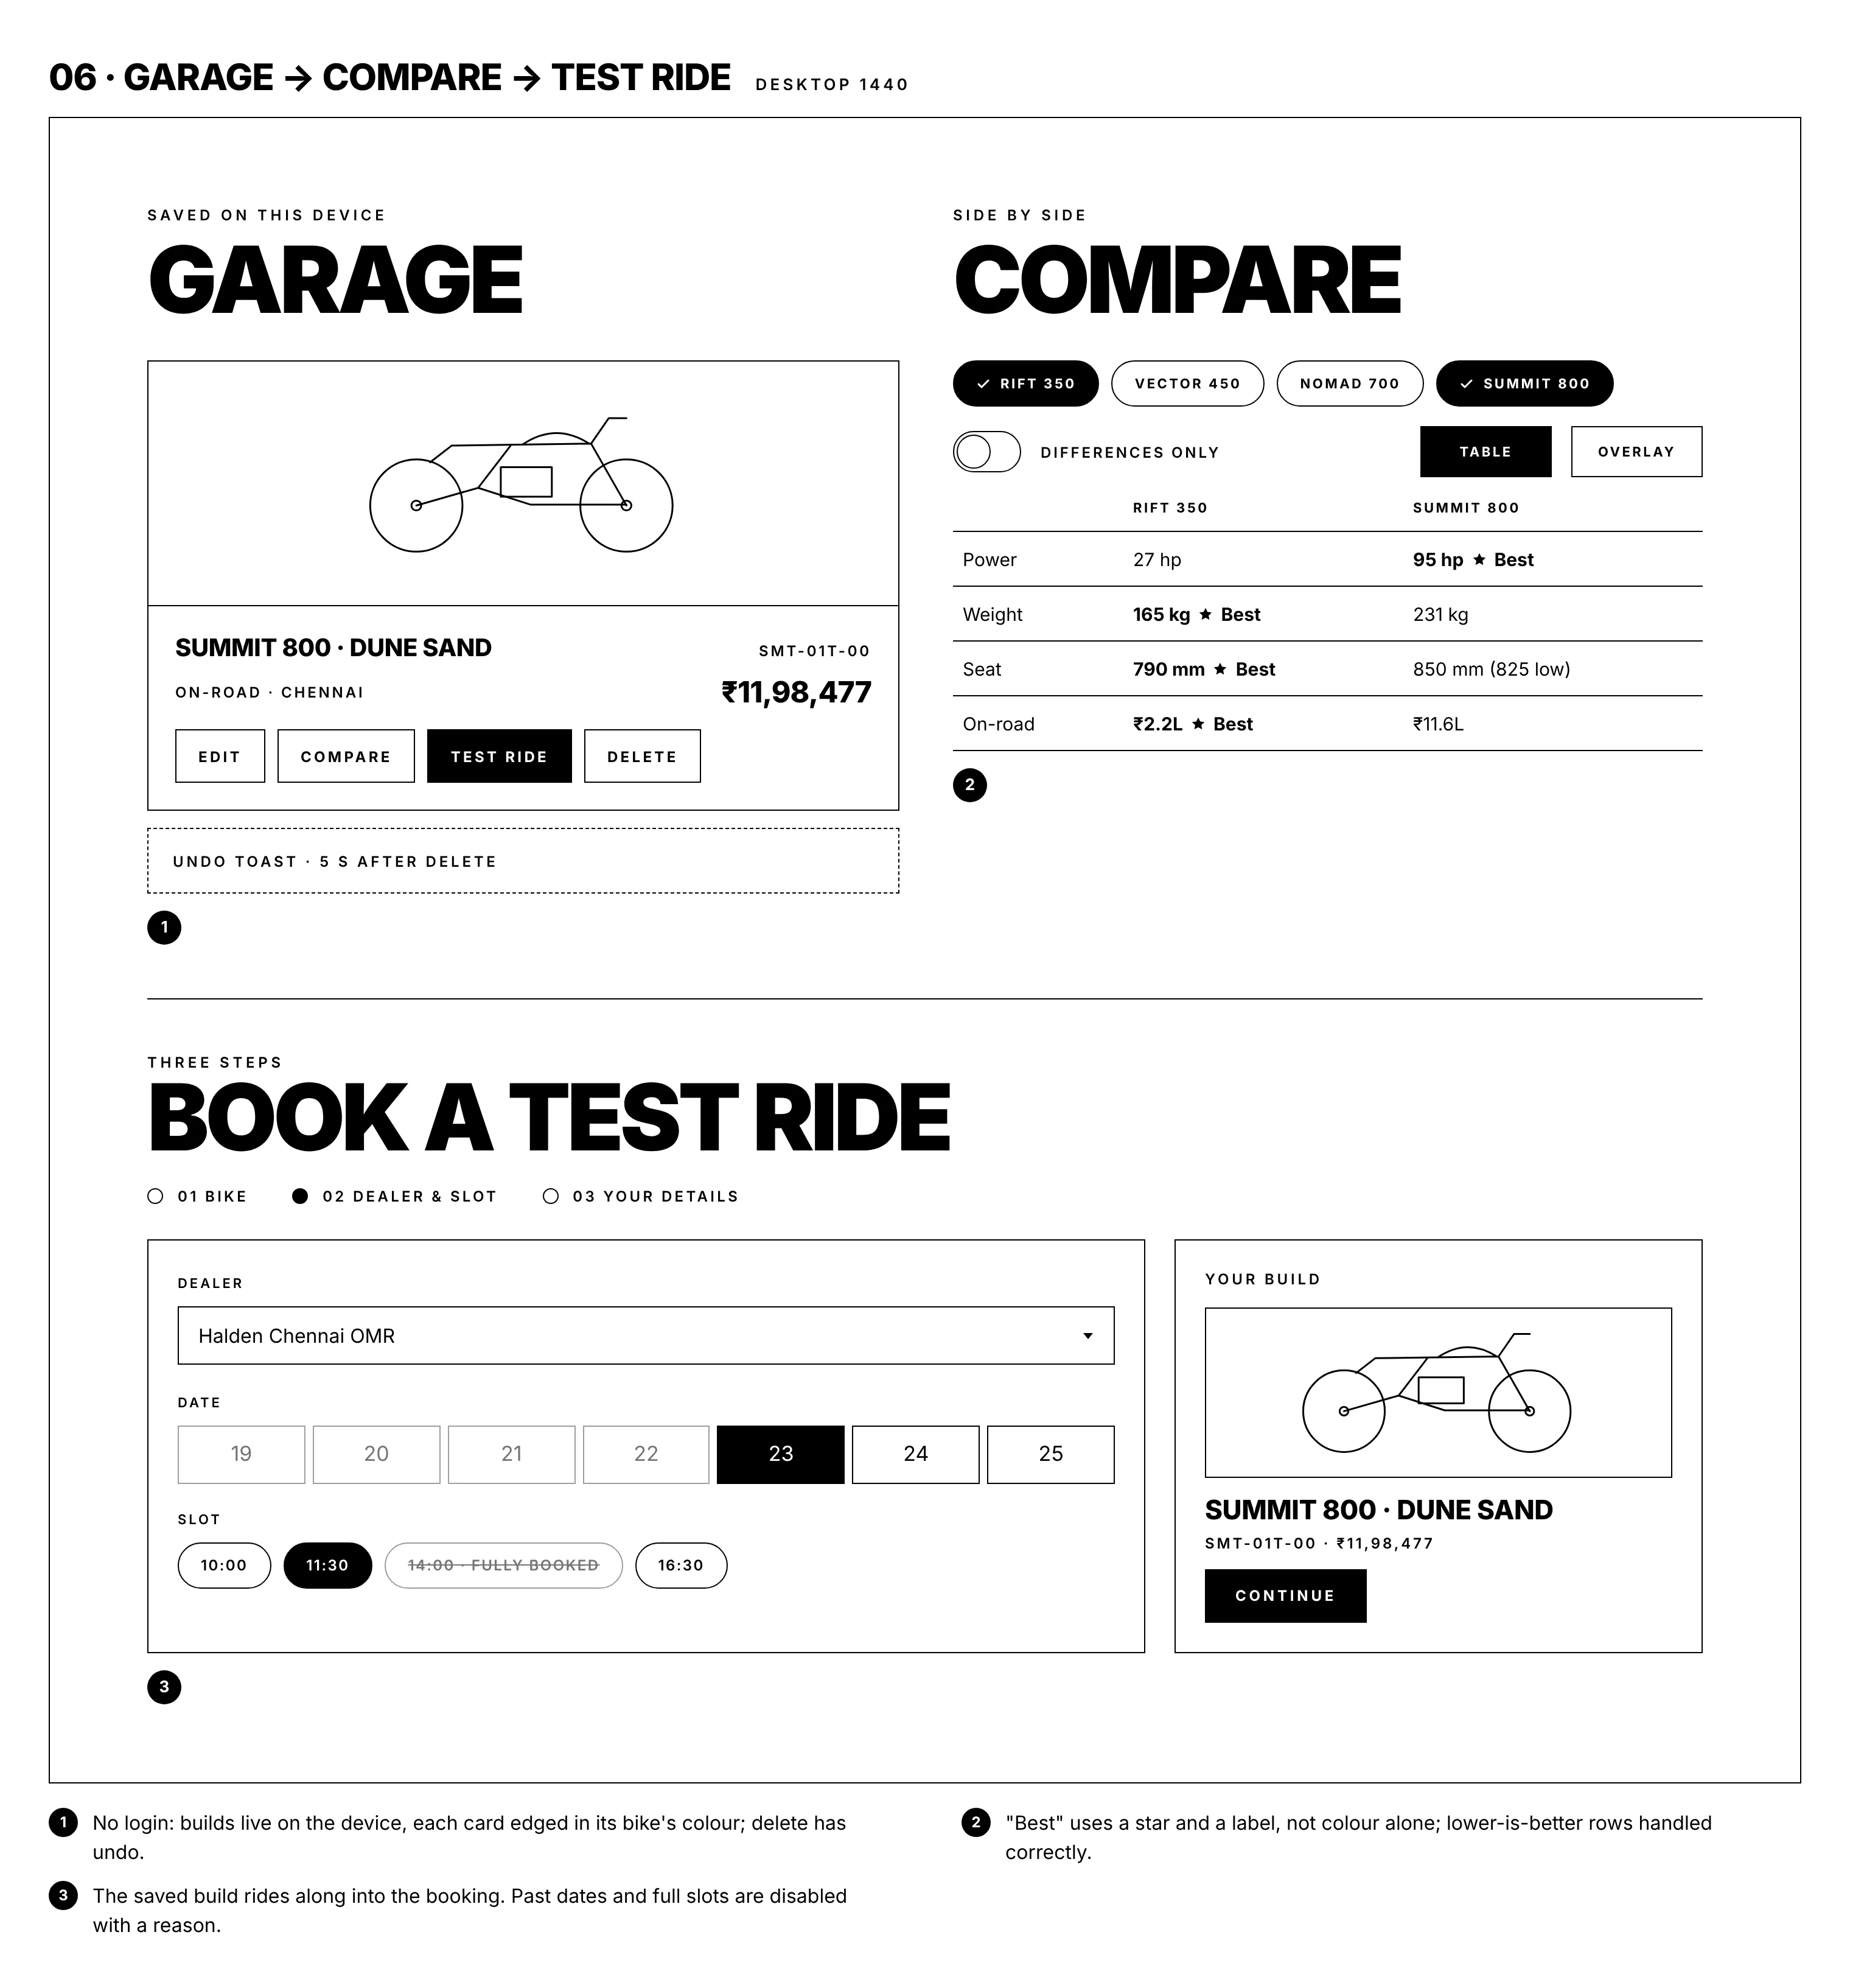 06 · GARAGE → COMPARE → TEST RIDE DESKTOP 1440
SAVED ON THIS DEVICE
GARAGE
SUMMIT 800 · DUNE SAND
SMT-01T-00
ON-ROAD · CHENNAI
₹11,98,477
EDIT COMPARE TEST RIDE DELETE
UNDO TOAST · 5 S AFTER DELETE
1
SIDE BY SIDE
COMPARE
✓ RIFT 350 VECTOR 450 NOMAD 700 ✓ SUMMIT 800
DIFFERENCES ONLY TABLE OVERLAY
RIFT 350 SUMMIT 800
Power 27 hp 95 hp ★ Best
Weight 165 kg ★ Best 231 kg
Seat 790 mm ★ Best 850 mm (825 low)
On-road ₹2.2L ★ Best ₹11.6L
2
THREE STEPS
BOOK A TEST RIDE
01 BIKE 02 DEALER & SLOT 03 YOUR DETAILS
DEALER
Halden Chennai OMR
DATE
19 20 21 22 23 24 25
SLOT
10:00 11:30 14:00 · FULLY BOOKED 16:30
YOUR BUILD
SUMMIT 800 · DUNE SAND
SMT-01T-00 · ₹11,98,477
CONTINUE
3
1 No login: builds live on the device, each card edged in its bike's colour; delete has
undo.
2 "Best" uses a star and a label, not colour alone; lower-is-better rows handled
correctly.
3 The saved build rides along into the booking. Past dates and full slots are disabled
with a reason.